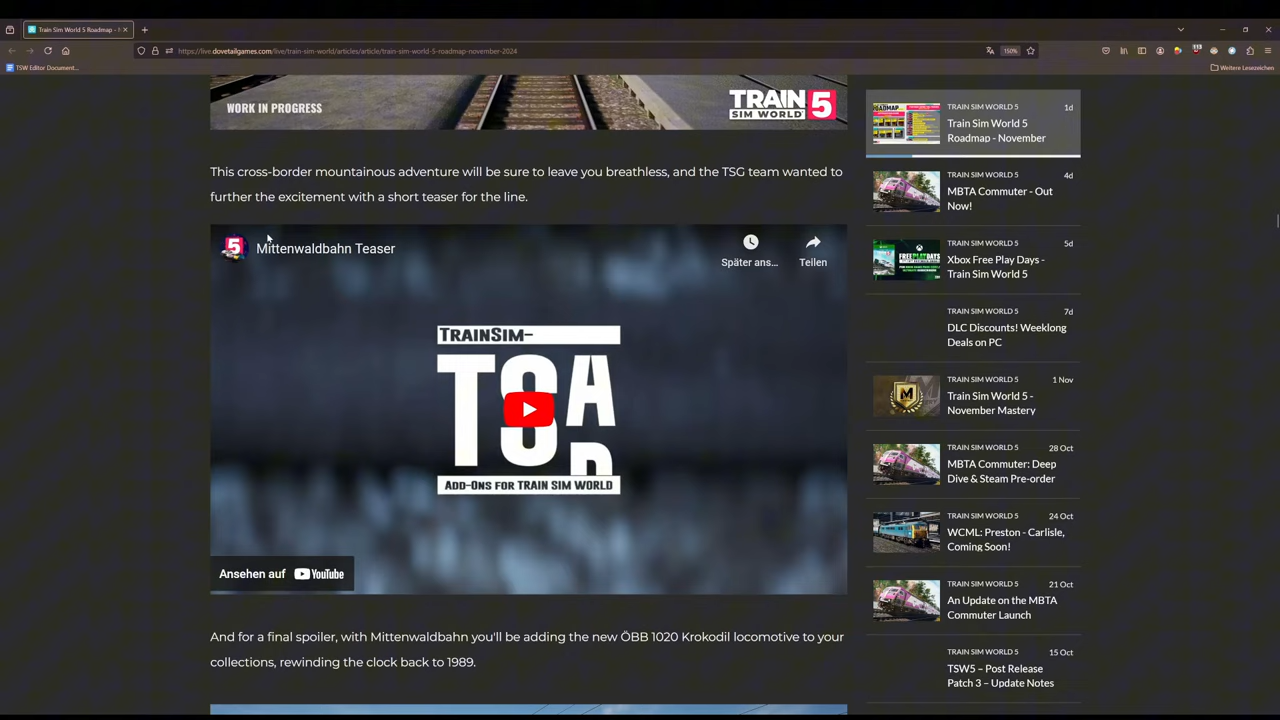 Train Sim World 5 Roadmap - N
https://live.dovetailgames.com/live/train-sim-world/articles/article/train-sim-world-5-roadmap-november-2024
150%
TSW Editor Document...
Weitere Lesezeichen
WORK IN PROGRESS
TRAIN SIM WORLD 5
This cross-border mountainous adventure will be sure to leave you breathless, and the TSG team wanted to
further the excitement with a short teaser for the line.
Mittenwaldbahn Teaser
Später ans...
Teilen
TRAINSIM-
TSG
ADD-ONS FOR TRAIN SIM WORLD
Ansehen auf YouTube
And for a final spoiler, with Mittenwaldbahn you'll be adding the new ÖBB 1020 Krokodil locomotive to your
collections, rewinding the clock back to 1989.
TRAIN SIM WORLD 5 1d
Train Sim World 5
Roadmap - November
TRAIN SIM WORLD 5 4d
MBTA Commuter - Out
Now!
TRAIN SIM WORLD 5 5d
Xbox Free Play Days -
Train Sim World 5
TRAIN SIM WORLD 5 7d
DLC Discounts! Weeklong
Deals on PC
TRAIN SIM WORLD 5 1 Nov
Train Sim World 5 -
November Mastery
TRAIN SIM WORLD 5 28 Oct
MBTA Commuter: Deep
Dive & Steam Pre-order
TRAIN SIM WORLD 5 24 Oct
WCML: Preston - Carlisle,
Coming Soon!
TRAIN SIM WORLD 5 21 Oct
An Update on the MBTA
Commuter Launch
TRAIN SIM WORLD 5 15 Oct
TSW5 – Post Release
Patch 3 – Update Notes